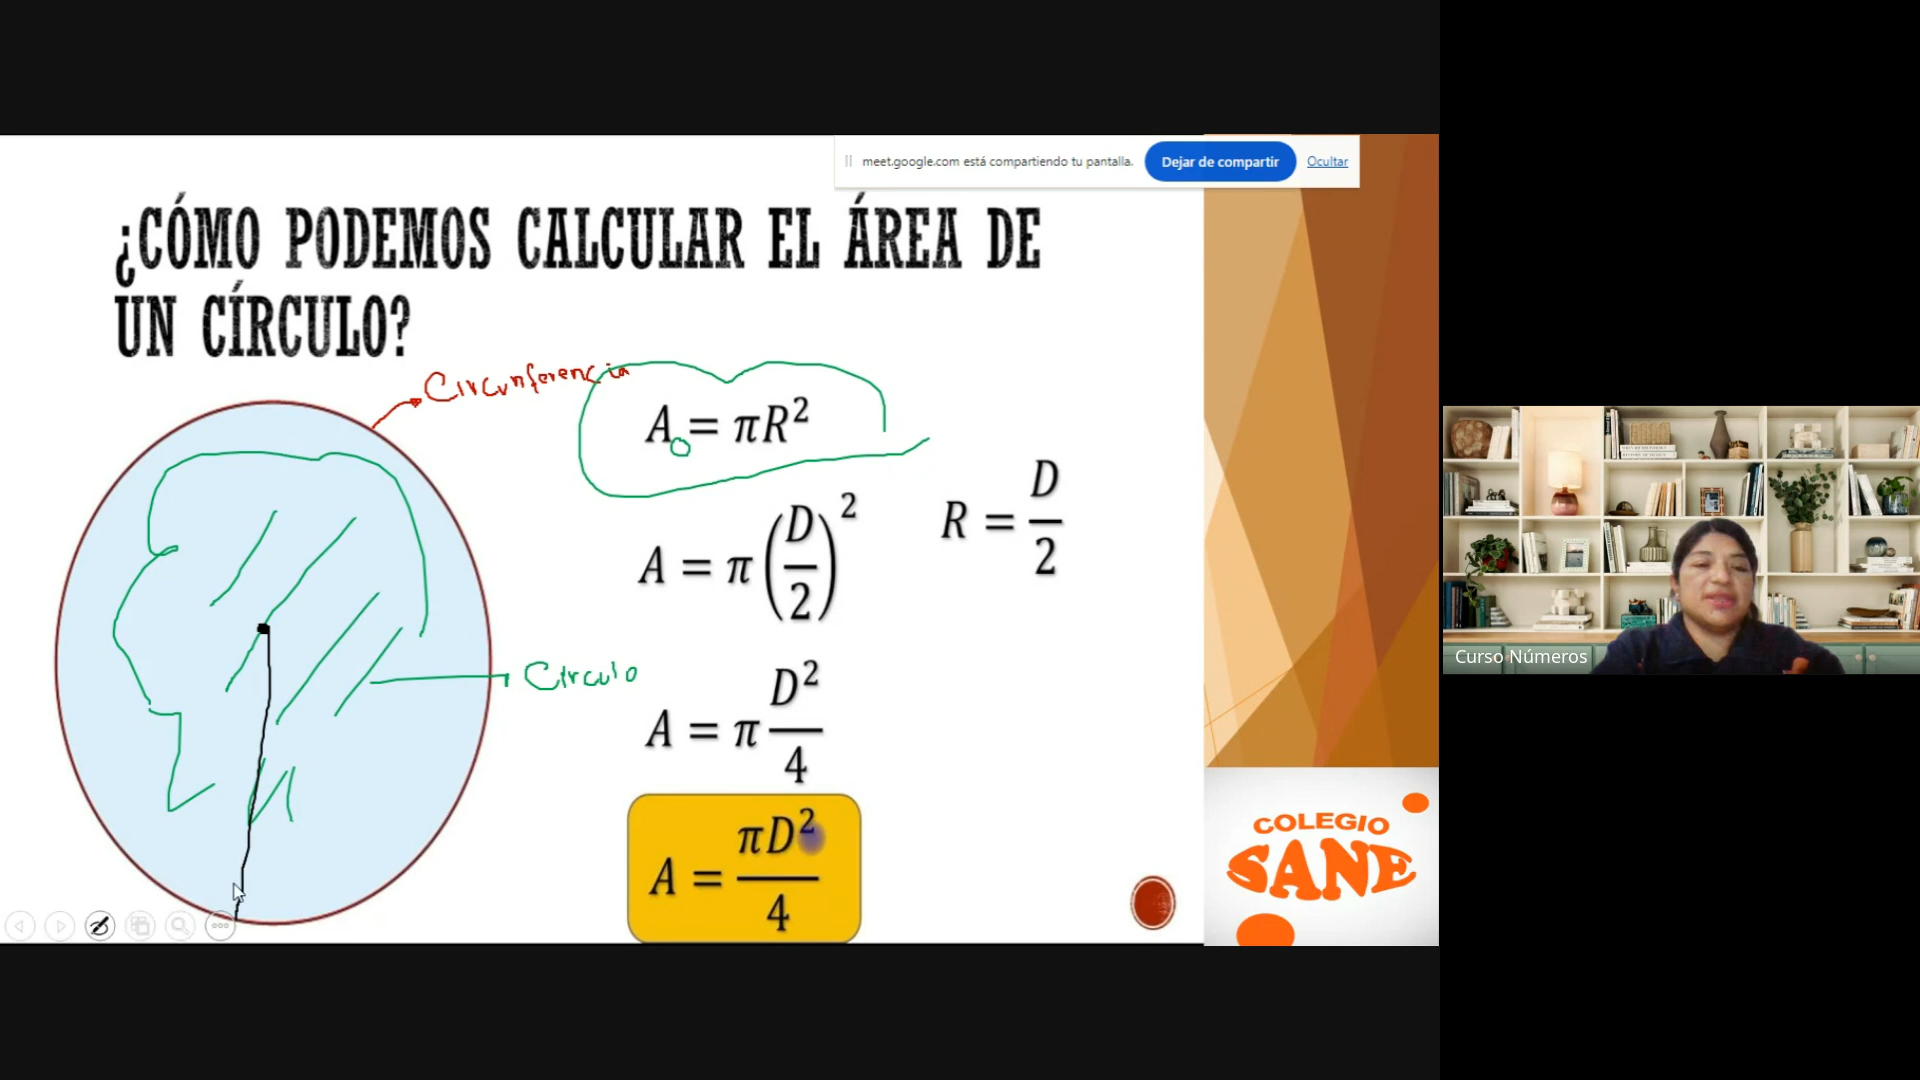 meet.google.com está compartiendo tu pantalla.
Dejar de compartir
Ocultar
¿CÓMO PODEMOS CALCULAR EL ÁREA DE
UN CÍRCULO?
Circunferencia
A○ = πR²
R = D/2
A = π(D/2)²
Círculo
A = π D²/4
A = πD²/4
COLEGIO
SANE
Curso Números